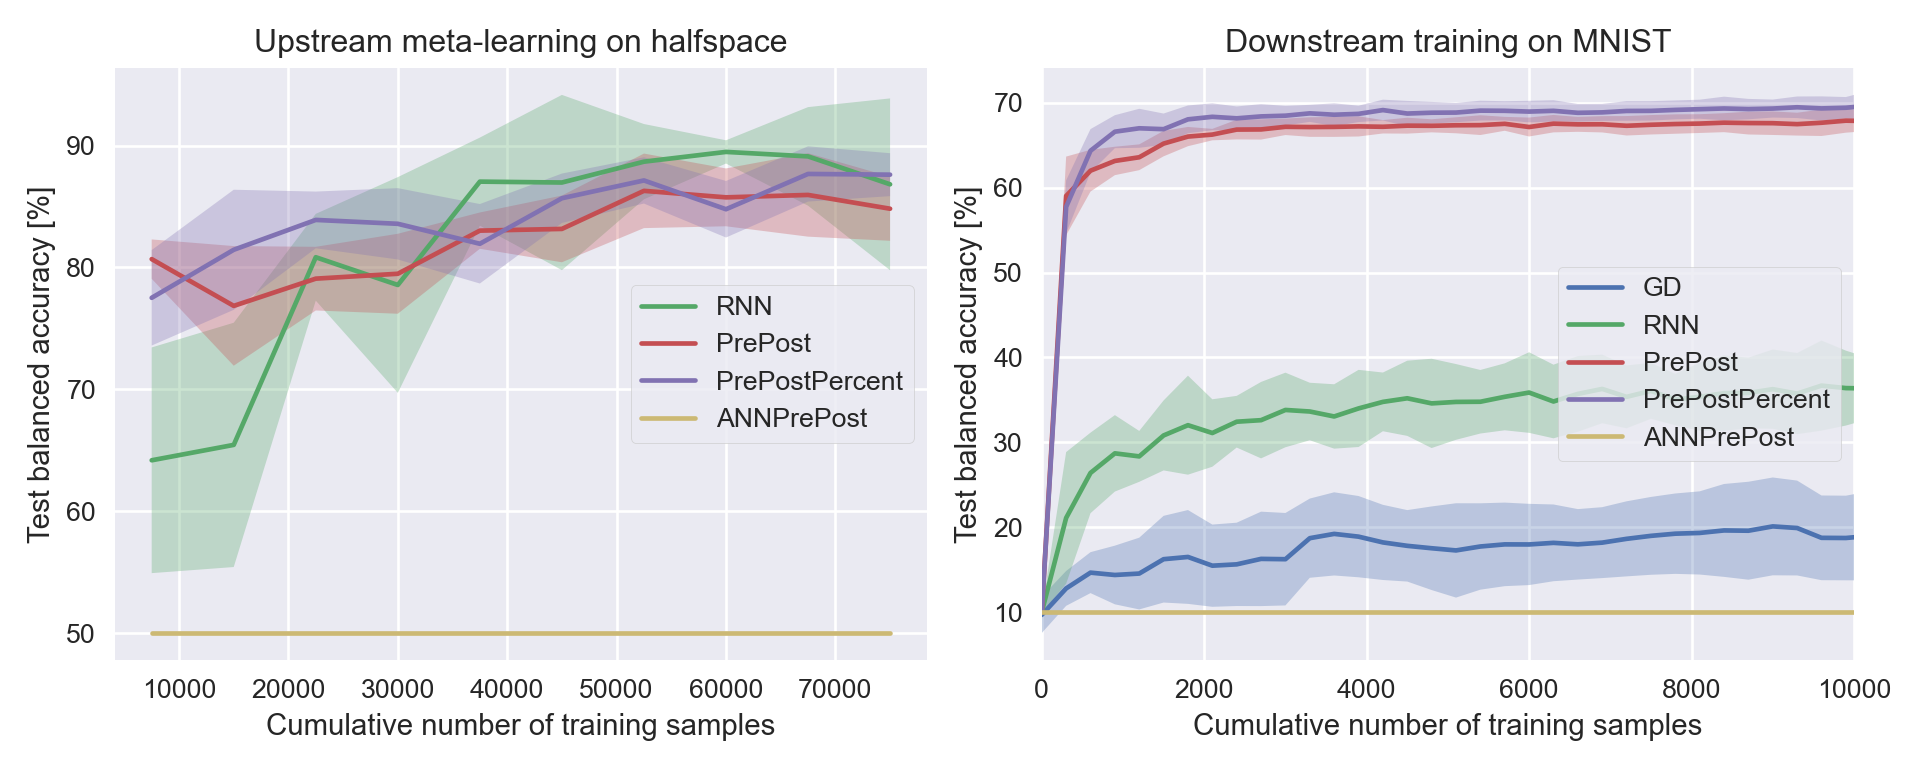 Upstream meta-learning on halfspace
Test balanced accuracy [%]
90
80
70
60
50
RNN
PrePost
PrePostPercent
ANNPrePost
10000 20000 30000 40000 50000 60000 70000
Cumulative number of training samples
Downstream training on MNIST
Test balanced accuracy [%]
70
60
50
40
30
20
10
GD
RNN
PrePost
PrePostPercent
ANNPrePost
0 2000 4000 6000 8000 10000
Cumulative number of training samples